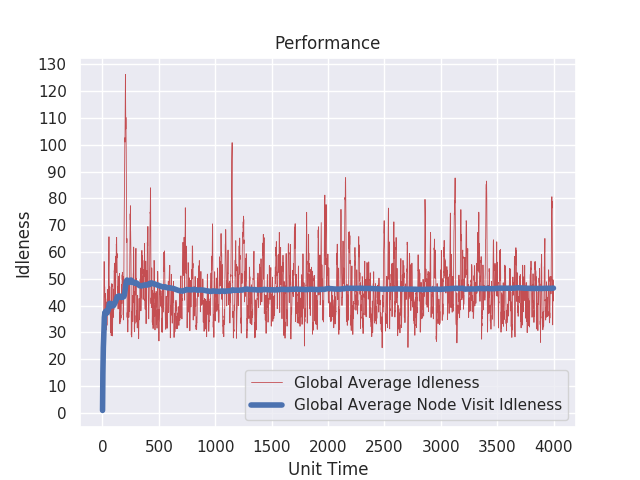 Performance
130
120
110
100
90
80
70
60
50
40
30
20
10
0
Idleness
Global Average Idleness
Global Average Node Visit Idleness
0 500 1000 1500 2000 2500 3000 3500 4000
Unit Time